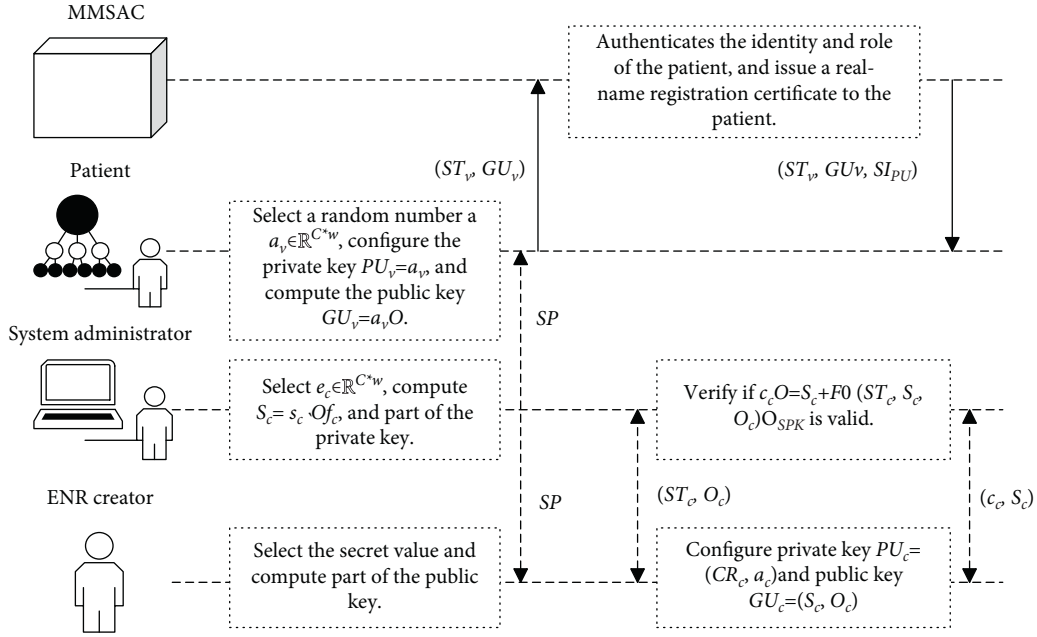 MMSAC
Authenticates the identity and role
of the patient, and issue a real-
name registration certificate to the
patient.
(ST_v, GU_v)
(ST_v, GUv, SI_PU)
Patient
Select a random number a
a_v∈ℝ^C*w, configure the
private key PU_v=a_v, and
compute the public key
GU_v=a_vO.
SP
System administrator
Select e_c∈ℝ^C*w, compute
S_c= s_c ·Of_c, and part of the
private key.
Verify if c_cO=S_c+F0 (ST_c, S_c,
O_c)O_SPK is valid.
SP
(ST_c, O_c)
(c_c, S_c)
ENR creator
Select the secret value and
compute part of the public
key.
Configure private key PU_c=
(CR_c, a_c)and public key
GU_c=(S_c, O_c)